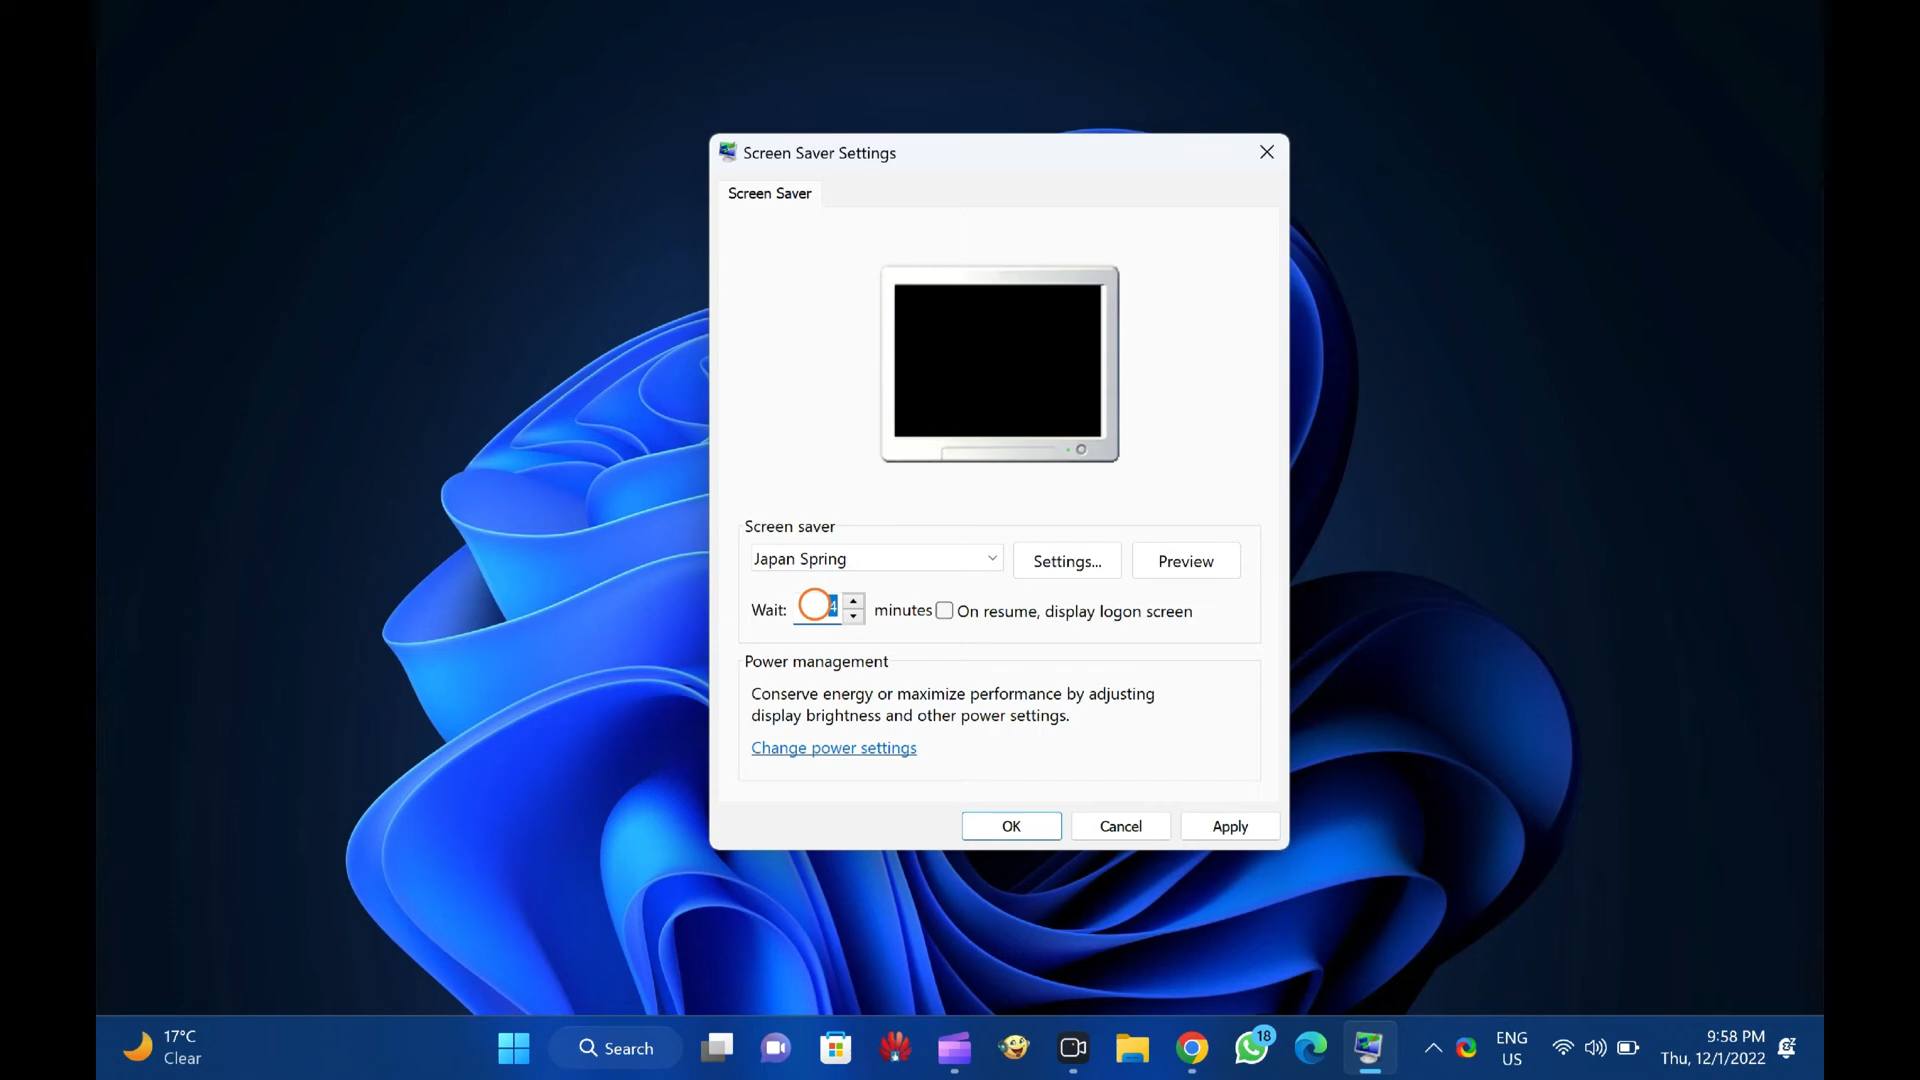 Screen Saver Settings
Screen Saver
Screen saver
Japan Spring
Settings...
Preview
Wait:
4
minutes
On resume, display logon screen
Power management
Conserve energy or maximize performance by adjusting
display brightness and other power settings.
Change power settings
OK
Cancel
Apply
17°C
Clear
Search
18
ENG
US
9:58 PM
Thu, 12/1/2022